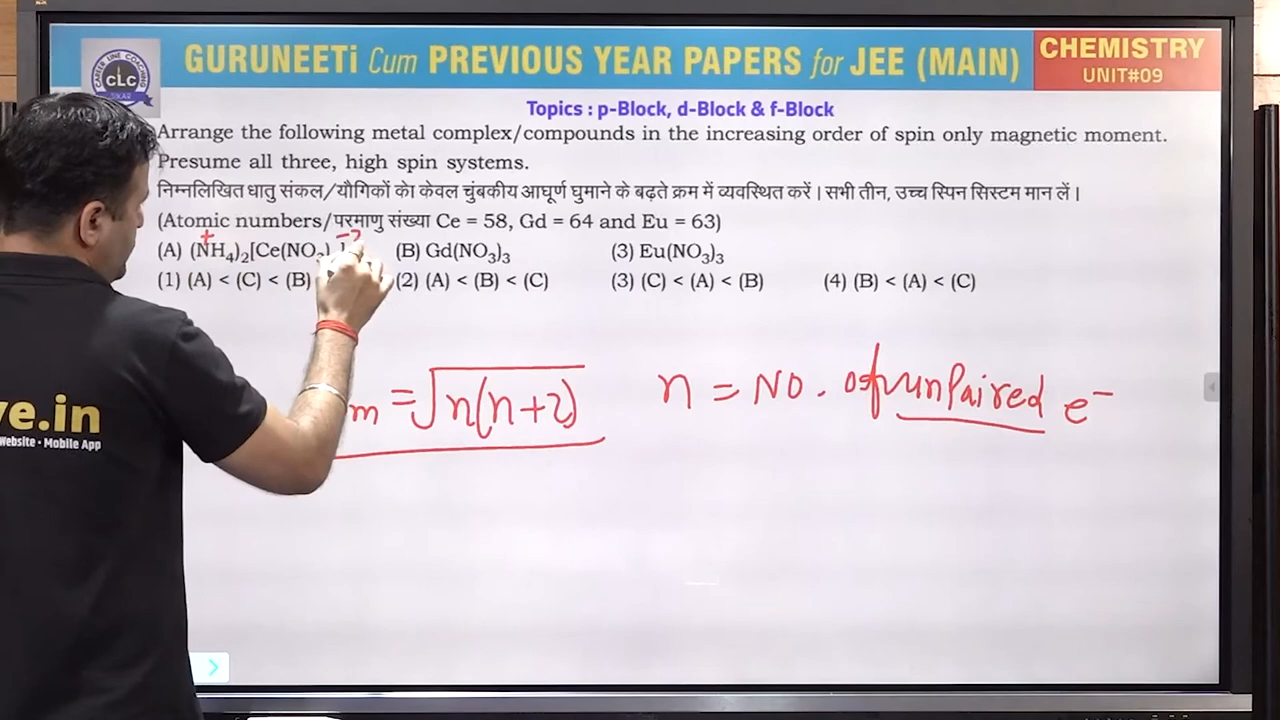 GURUNEETi Cum PREVIOUS YEAR PAPERS for JEE (MAIN)
CHEMISTRY
UNIT#09
CLC
SIKAR
Topics : p-Block, d-Block & f-Block
Arrange the following metal complex/compounds in the increasing order of spin only magnetic moment.
Presume all three, high spin systems.
निम्नलिखित धातु संकल/यौगिकों को केवल चुंबकीय आघूर्ण घुमाने के बढ़ते क्रम में व्यवस्थित करें। सभी तीन, उच्च स्पिन सिस्टम मान लें।
(Atomic numbers/परमाणु संख्या Ce = 58, Gd = 64 and Eu = 63)
+ -2
(A) (NH₄)₂[Ce(NO₃) (B) Gd(NO₃)₃ (3) Eu(NO₃)₃
(1) (A) < (C) < (B) (2) (A) < (B) < (C) (3) (C) < (A) < (B) (4) (B) < (A) < (C)
m = √n(n+2) n = NO. of unpaired e⁻
ve.in
Website • Mobile App